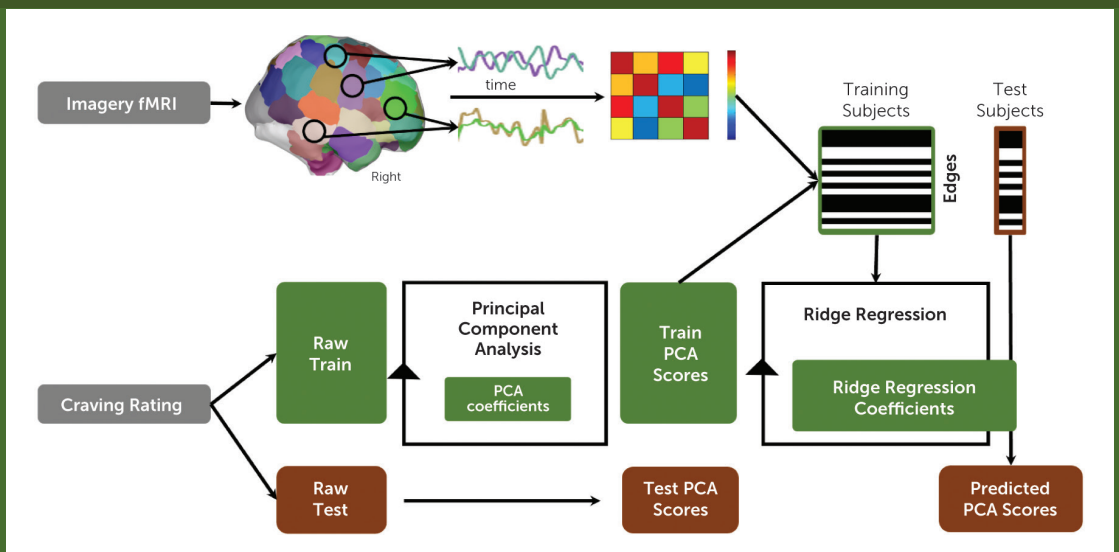 Imagery fMRI
Right
time
Training
Subjects
Test
Subjects
Edges
Craving Rating
Raw
Train
Principal
Component
Analysis
PCA
coefficients
Train
PCA
Scores
Ridge Regression
Ridge Regression
Coefficients
Raw
Test
Test PCA
Scores
Predicted
PCA Scores